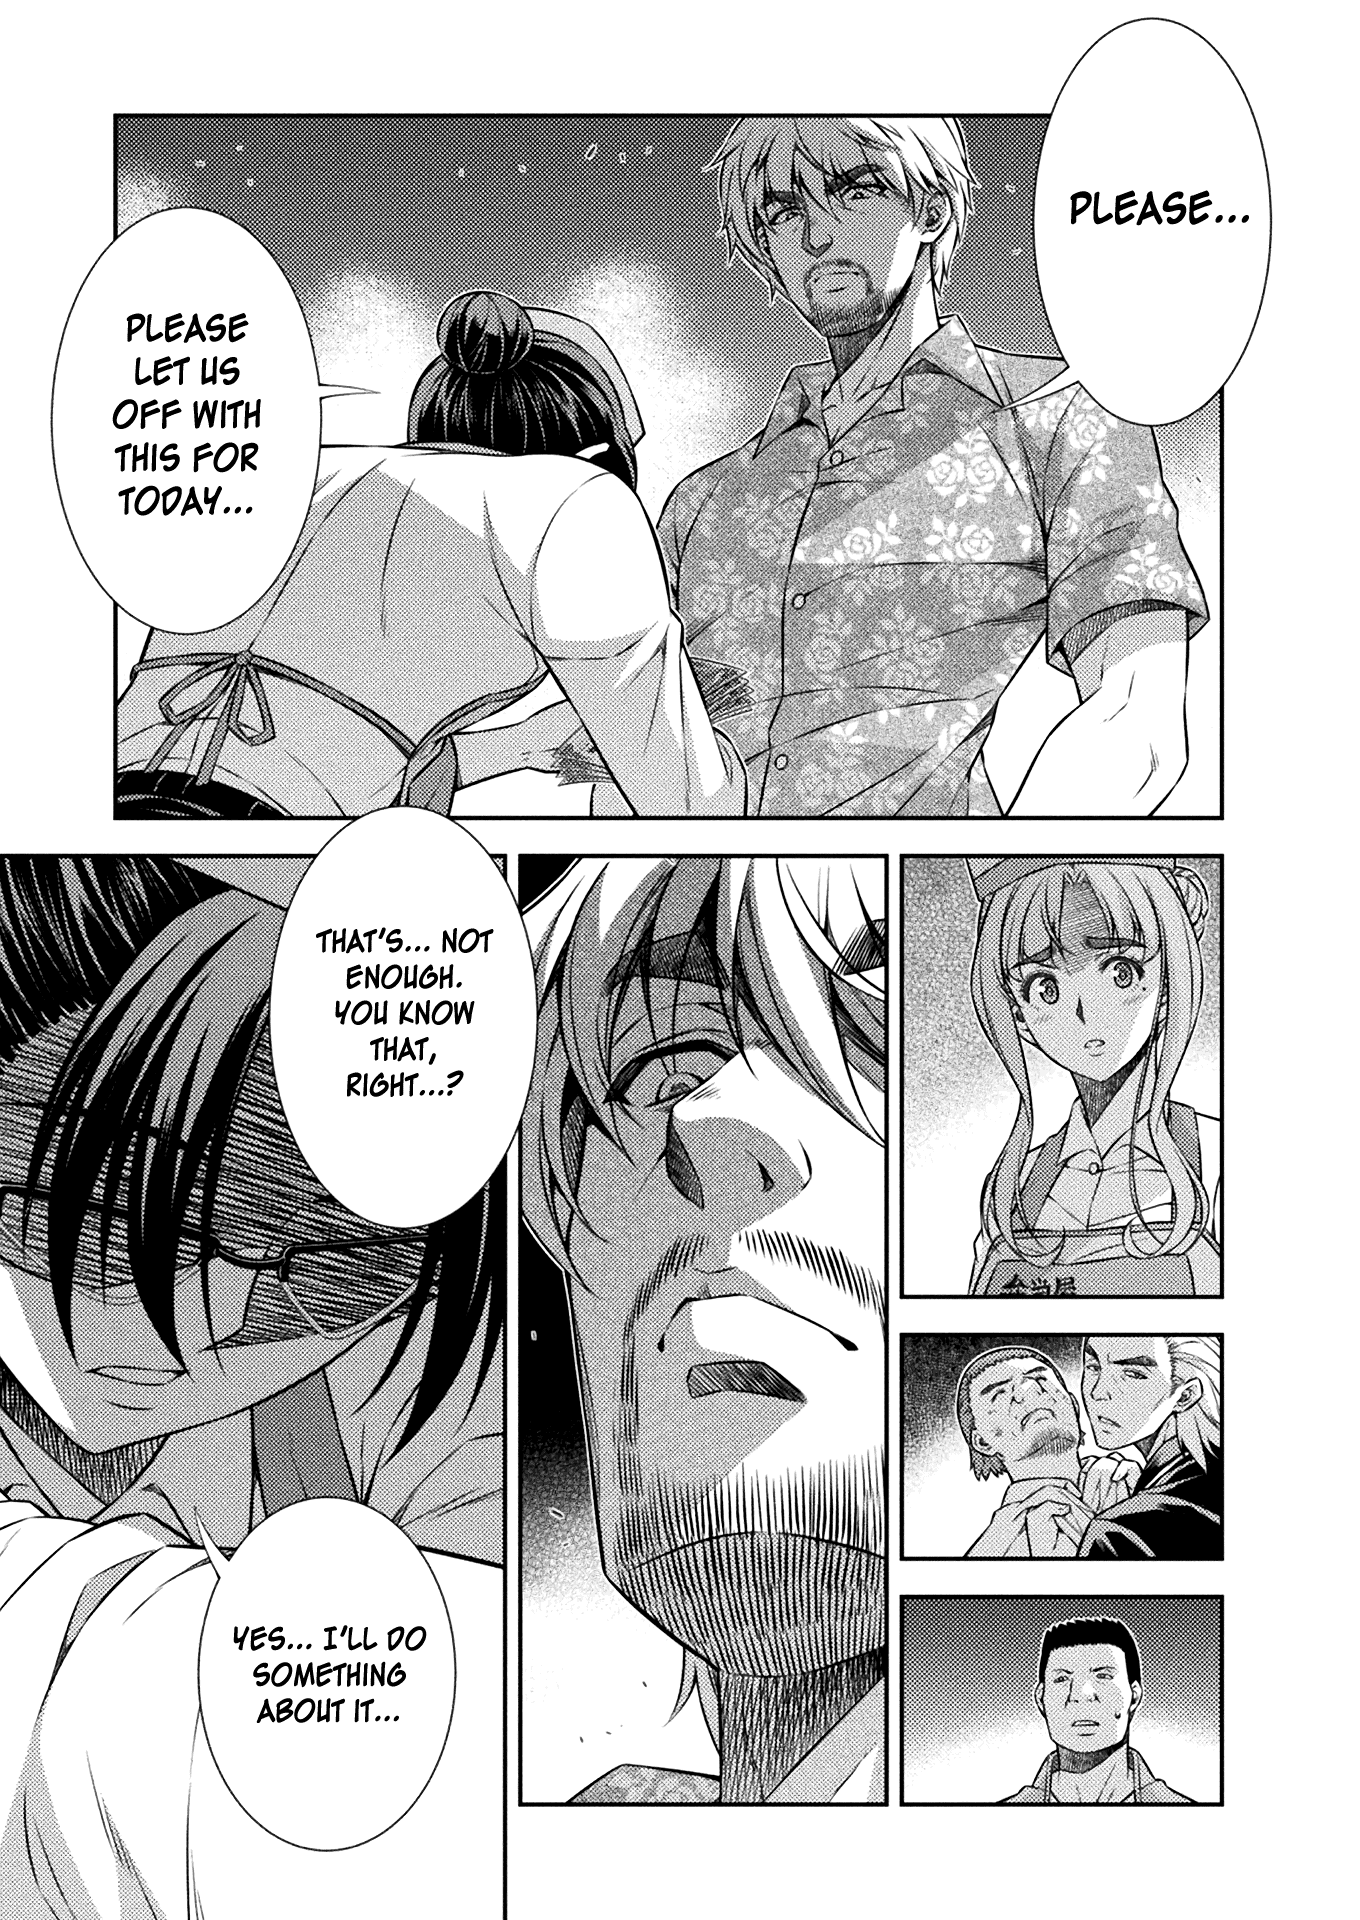 PLEASE...
PLEASE
LET US
OFF WITH
THIS FOR
TODAY...
THAT'S... NOT
ENOUGH.
YOU KNOW
THAT,
RIGHT...?
YES... I'LL DO
SOMETHING
ABOUT IT...